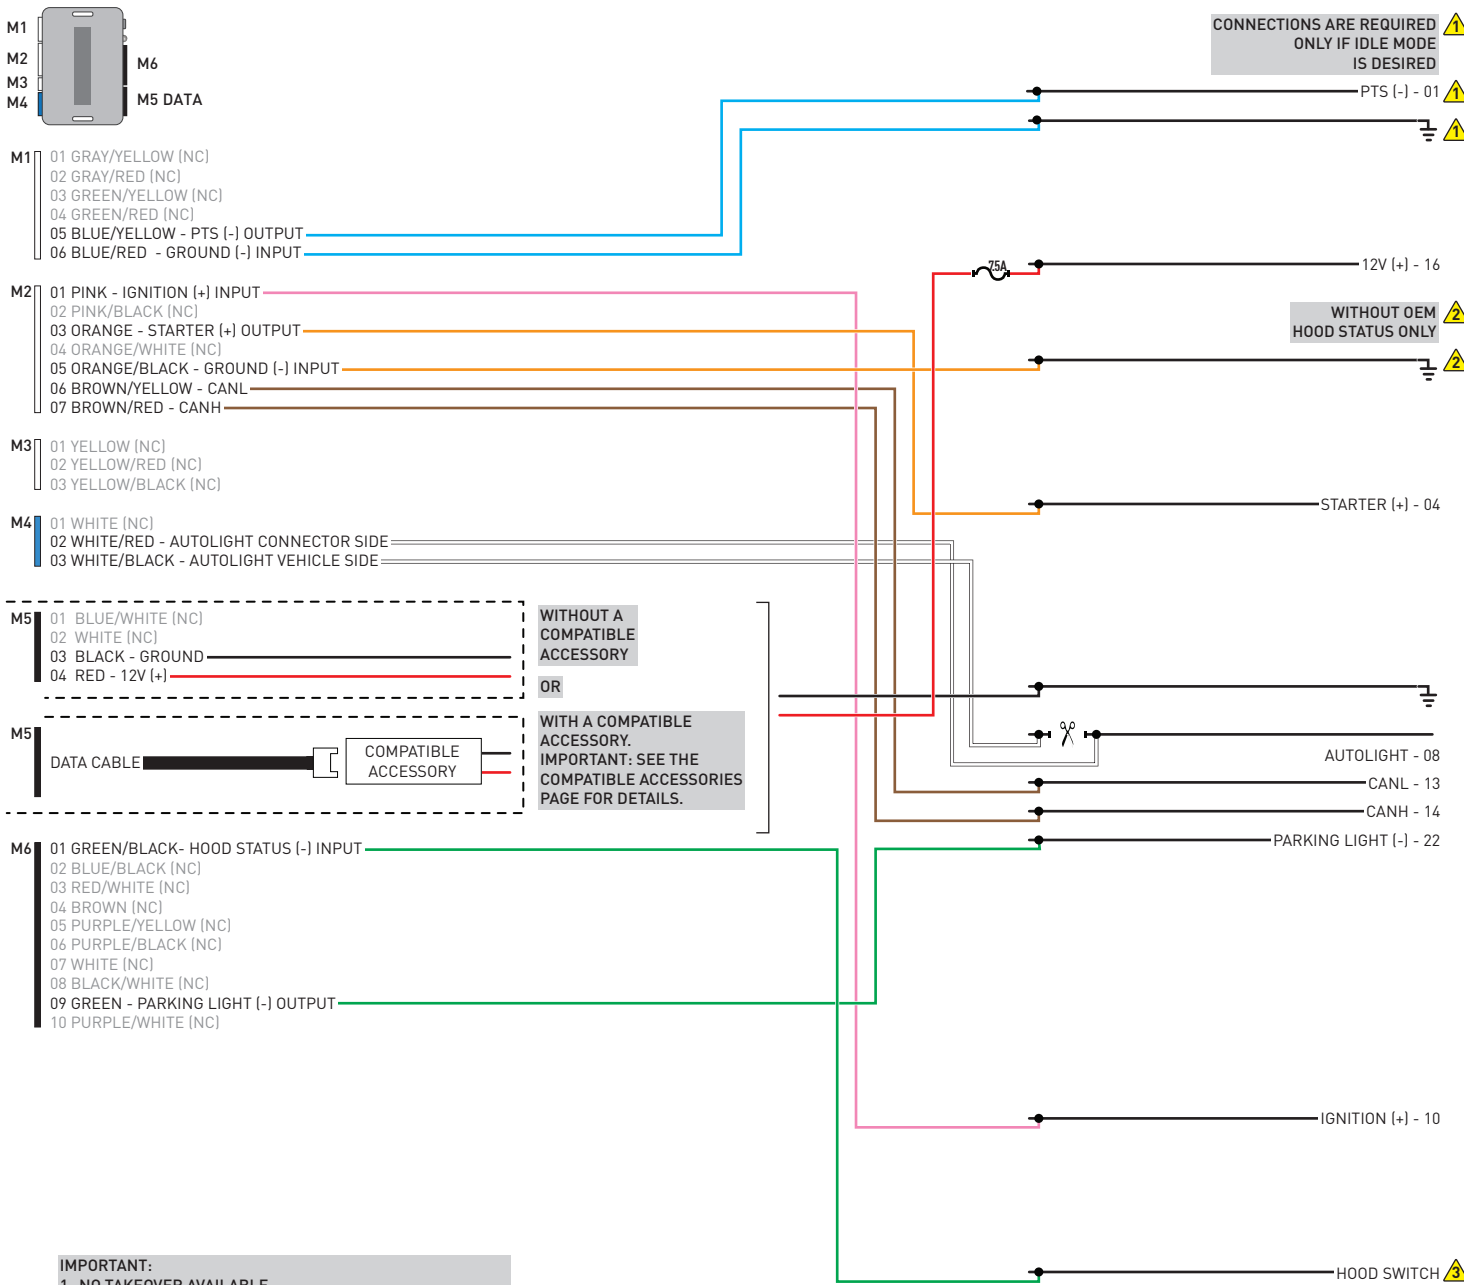 M1
M2
M3
M4
M6
M5 DATA
CONNECTIONS ARE REQUIRED
ONLY IF IDLE MODE
IS DESIRED
1
PTS (-) - 01
1
1
M1
01 GRAY/YELLOW (NC)
02 GRAY/RED (NC)
03 GREEN/YELLOW (NC)
04 GREEN/RED (NC)
05 BLUE/YELLOW - PTS (-) OUTPUT
06 BLUE/RED - GROUND (-) INPUT
7.5A
12V (+) - 16
M2
01 PINK - IGNITION (+) INPUT
02 PINK/BLACK (NC)
03 ORANGE - STARTER (+) OUTPUT
04 ORANGE/WHITE (NC)
05 ORANGE/BLACK - GROUND (-) INPUT
06 BROWN/YELLOW - CANL
07 BROWN/RED - CANH
WITHOUT OEM
HOOD STATUS ONLY
2
2
M3
01 YELLOW (NC)
02 YELLOW/RED (NC)
03 YELLOW/BLACK (NC)
STARTER (+) - 04
M4
01 WHITE (NC)
02 WHITE/RED - AUTOLIGHT CONNECTOR SIDE
03 WHITE/BLACK - AUTOLIGHT VEHICLE SIDE
M5
01 BLUE/WHITE (NC)
02 WHITE (NC)
03 BLACK - GROUND
04 RED - 12V (+)
WITHOUT A
COMPATIBLE
ACCESSORY
OR
M5
DATA CABLE
COMPATIBLE
ACCESSORY
WITH A COMPATIBLE
ACCESSORY.
IMPORTANT: SEE THE
COMPATIBLE ACCESSORIES
PAGE FOR DETAILS.
AUTOLIGHT - 08
CANL - 13
CANH - 14
PARKING LIGHT (-) - 22
M6
01 GREEN/BLACK- HOOD STATUS (-) INPUT
02 BLUE/BLACK (NC)
03 RED/WHITE (NC)
04 BROWN (NC)
05 PURPLE/YELLOW (NC)
06 PURPLE/BLACK (NC)
07 WHITE (NC)
08 BLACK/WHITE (NC)
09 GREEN - PARKING LIGHT (-) OUTPUT
10 PURPLE/WHITE (NC)
IGNITION (+) - 10
HOOD SWITCH
3
IMPORTANT:
1- NO TAKEOVER AVAILABLE